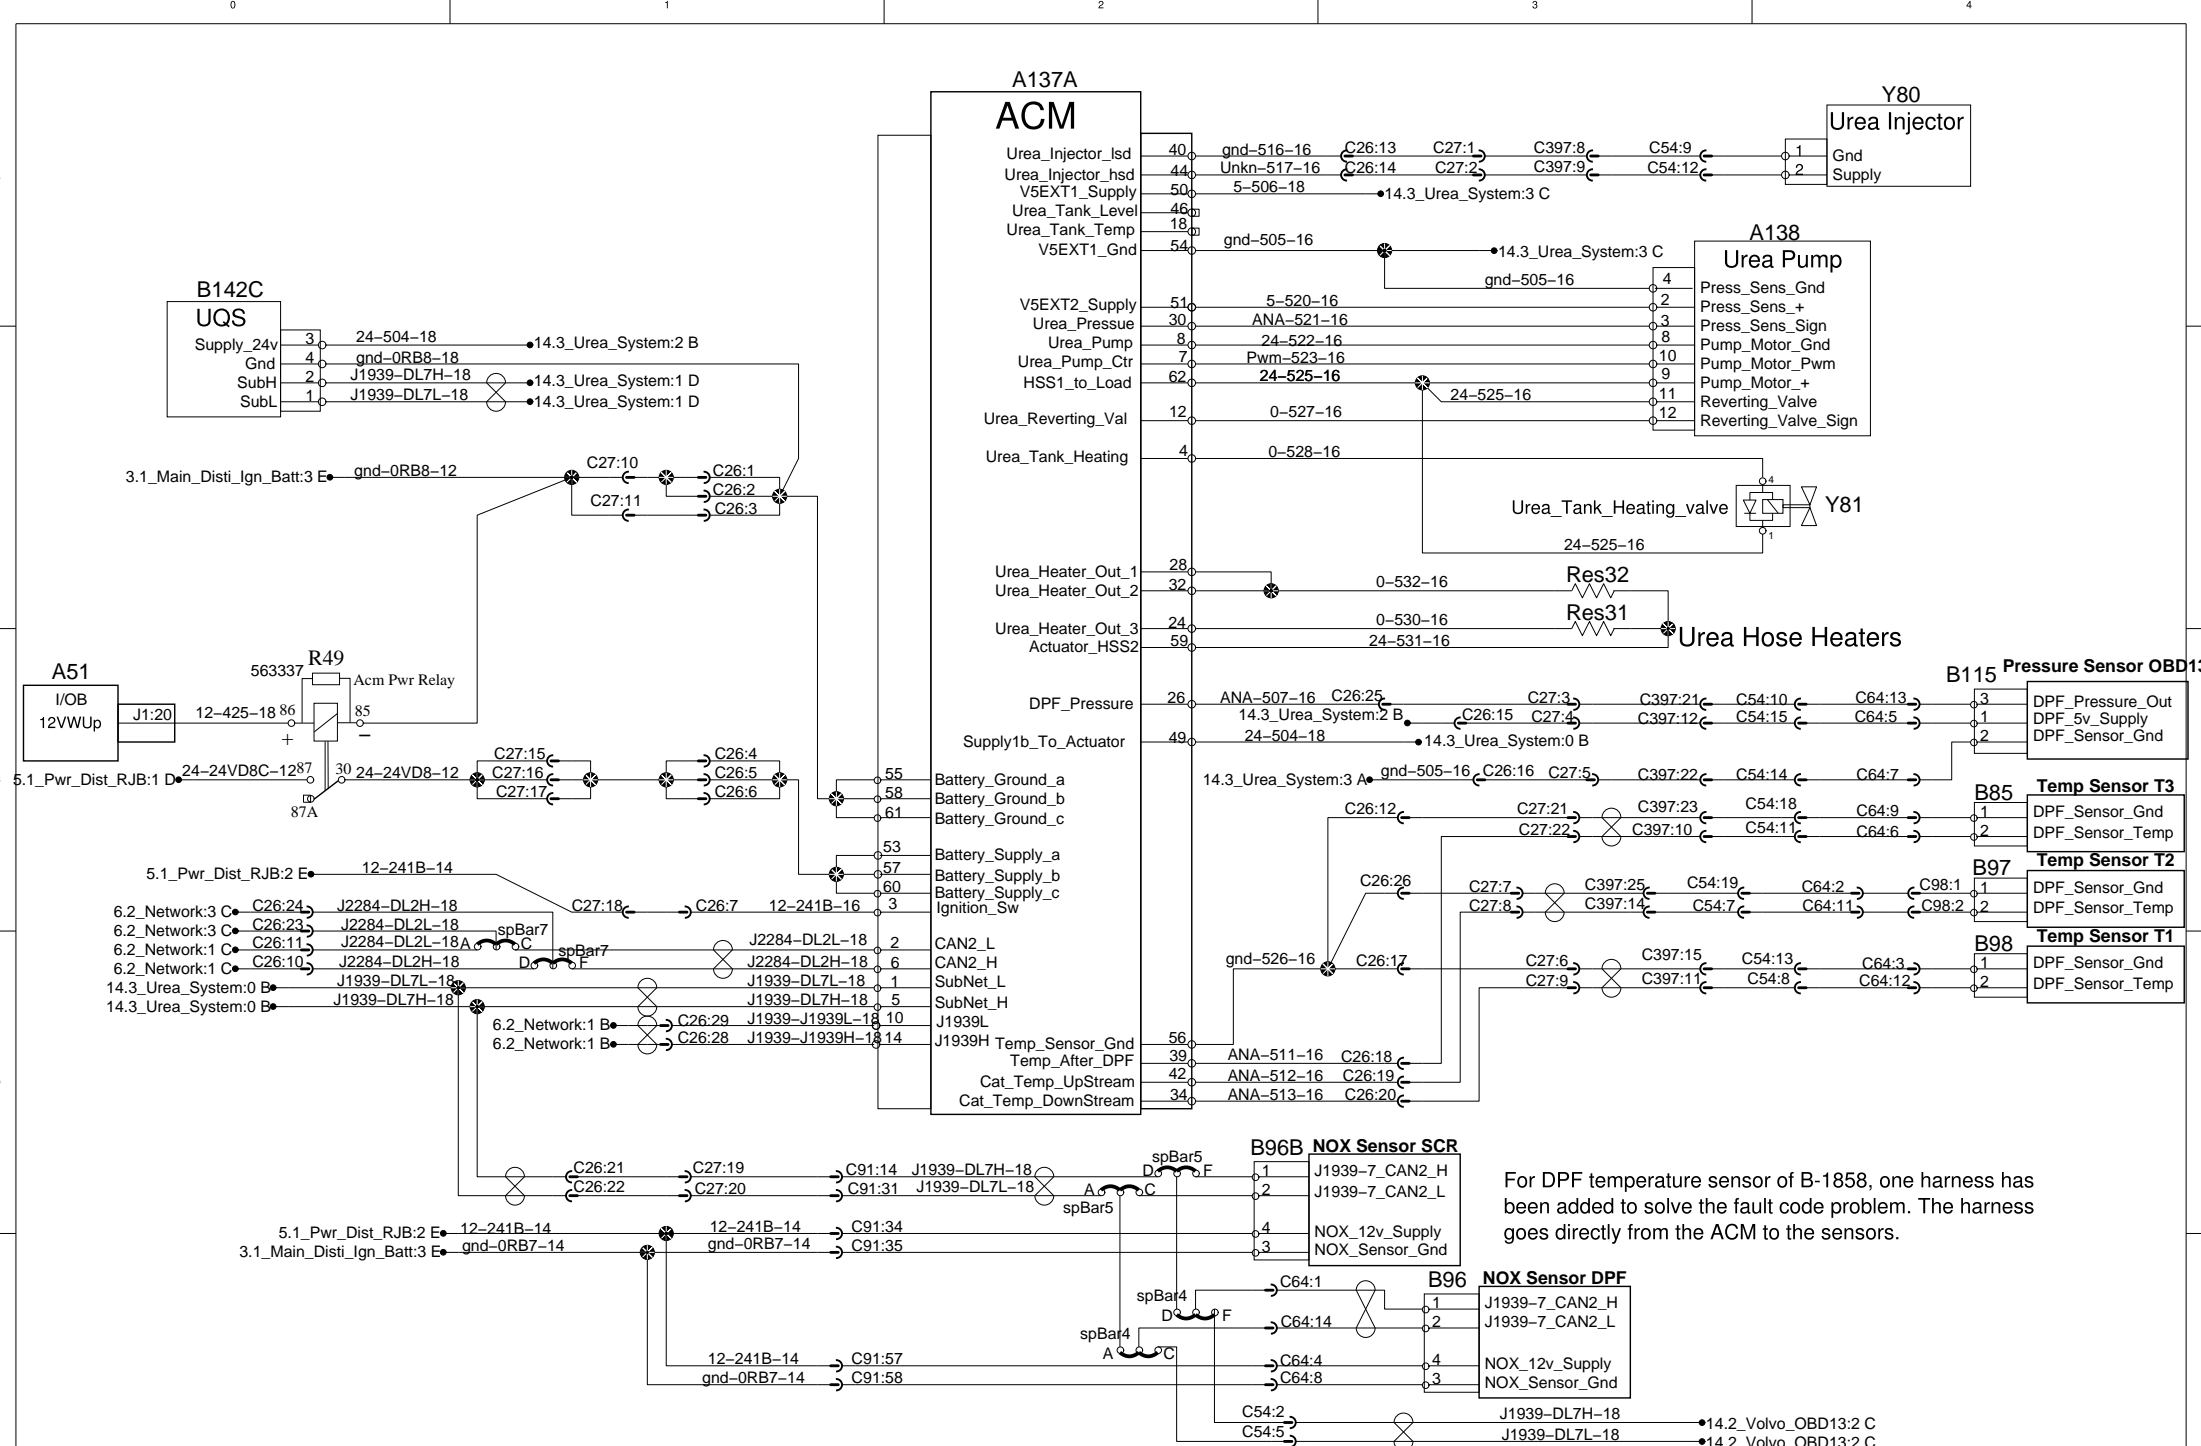 0 1 2 3 4
A137A
ACM
Urea_Injector_lsd 40 gnd-516-16 C26:13 C27:1 C397:8 C54:9
Urea_Injector_hsd 44 Unkn-517-16 C26:14 C27:2 C397:9 C54:12
V5EXT1_Supply 50 5-506-18 14.3_Urea_System:3 C
Urea_Tank_Level 46
Urea_Tank_Temp 18
V5EXT1_Gnd 54 gnd-505-16 14.3_Urea_System:3 C
gnd-505-16
V5EXT2_Supply 51 5-520-16
Urea_Pressue 30 ANA-521-16
Urea_Pump 8 24-522-16
Urea_Pump_Ctr 7 Pwm-523-16
HSS1_to_Load 62 24-525-16
24-525-16
Urea_Reverting_Val 12 0-527-16
Urea_Tank_Heating 4 0-528-16
Y80
Urea Injector
1 Gnd
2 Supply
A138
Urea Pump
4 Press_Sens_Gnd
2 Press_Sens_+
3 Press_Sens_Sign
8 Pump_Motor_Gnd
10 Pump_Motor_Pwm
9 Pump_Motor_+
11 Reverting_Valve
12 Reverting_Valve_Sign
4
Urea_Tank_Heating_valve Y81
1
24-525-16
B142C
UQS
Supply_24v 3 24-504-18 14.3_Urea_System:2 B
Gnd 4 gnd-0RB8-18
SubH 2 J1939-DL7H-18 14.3_Urea_System:1 D
SubL 1 J1939-DL7L-18 14.3_Urea_System:1 D
3.1_Main_Disti_Ign_Batt:3 E gnd-0RB8-12 C27:10 C26:1
C26:2
C27:11 C26:3
Urea_Heater_Out_1 28
Urea_Heater_Out_2 32 0-532-16 Res32
Urea_Heater_Out_3 24 0-530-16 Res31
Actuator_HSS2 59 24-531-16
Urea Hose Heaters
A51
I/OB
12VWUp J1:20 12-425-18 86 85
+ −
563337 R49
Acm Pwr Relay
5.1_Pwr_Dist_RJB:1 D 24-24VD8C-12 87 30 24-24VD8-12
87A
C27:15 C26:4
C27:16 C26:5
C27:17 C26:6
DPF_Pressure 26 ANA-507-16 C26:25 C27:3 C397:21 C54:10 C64:13
14.3_Urea_System:2 B C26:15 C27:4 C397:12 C54:15 C64:5
Supply1b_To_Actuator 49 24-504-18 14.3_Urea_System:0 B
14.3_Urea_System:3 A gnd-505-16 C26:16 C27:5 C397:22 C54:14 C64:7
B115 Pressure Sensor OBD13
3 DPF_Pressure_Out
1 DPF_5v_Supply
2 DPF_Sensor_Gnd
55 Battery_Ground_a
58 Battery_Ground_b
61 Battery_Ground_c
53 Battery_Supply_a
57 Battery_Supply_b
60 Battery_Supply_c
C26:12 C27:21 C397:23 C54:18 C64:9
C27:22 C397:10 C54:11 C64:6
B85 Temp Sensor T3
1 DPF_Sensor_Gnd
2 DPF_Sensor_Temp
C26:26 C27:7 C397:25 C54:19 C64:2 C98:1
C27:8 C397:14 C54:7 C64:11 C98:2
B97 Temp Sensor T2
1 DPF_Sensor_Gnd
2 DPF_Sensor_Temp
gnd-526-16 C26:17 C27:6 C397:15 C54:13 C64:3
C27:9 C397:11 C54:8 C64:12
B98 Temp Sensor T1
1 DPF_Sensor_Gnd
2 DPF_Sensor_Temp
5.1_Pwr_Dist_RJB:2 E 12-241B-14
C27:18 C26:7 12-241B-16 3 Ignition_Sw
6.2_Network:3 C C26:24 J2284-DL2H-18
6.2_Network:3 C C26:23 J2284-DL2L-18 spBar7
6.2_Network:1 C C26:11 J2284-DL2L-18 A C J2284-DL2L-18 2 CAN2_L
spBar7
6.2_Network:1 C C26:10 J2284-DL2H-18 D F J2284-DL2H-18 6 CAN2_H
14.3_Urea_System:0 B J1939-DL7L-18 J1939-DL7L-18 1 SubNet_L
14.3_Urea_System:0 B J1939-DL7H-18 J1939-DL7H-18 5 SubNet_H
6.2_Network:1 B C26:29 J1939-J1939L-18 10 J1939L
6.2_Network:1 B C26:28 J1939-J1939H-18 14 J1939H
Temp_Sensor_Gnd 56
Temp_After_DPF 39 ANA-511-16 C26:18
Cat_Temp_UpStream 42 ANA-512-16 C26:19
Cat_Temp_DownStream 34 ANA-513-16 C26:20
C26:21 C27:19 C91:14 J1939-DL7H-18 D spBar5 F
C26:22 C27:20 C91:31 J1939-DL7L-18 A C
spBar5
B96B NOX Sensor SCR
1 J1939-7_CAN2_H
2 J1939-7_CAN2_L
4 NOX_12v_Supply
3 NOX_Sensor_Gnd
5.1_Pwr_Dist_RJB:2 E 12-241B-14 12-241B-14 C91:34
3.1_Main_Disti_Ign_Batt:3 E gnd-0RB7-14 gnd-0RB7-14 C91:35
For DPF temperature sensor of B-1858, one harness has
been added to solve the fault code problem. The harness
goes directly from the ACM to the sensors.
spBar4 C64:1
D F
spBar4 C64:14
A C
B96 NOX Sensor DPF
1 J1939-7_CAN2_H
2 J1939-7_CAN2_L
4 NOX_12v_Supply
3 NOX_Sensor_Gnd
12-241B-14 C91:57 C64:4
gnd-0RB7-14 C91:58 C64:8
C54:2 J1939-DL7H-18 14.2_Volvo_OBD13:2 C
C54:5 J1939-DL7L-18 14.2_Volvo_OBD13:2 C